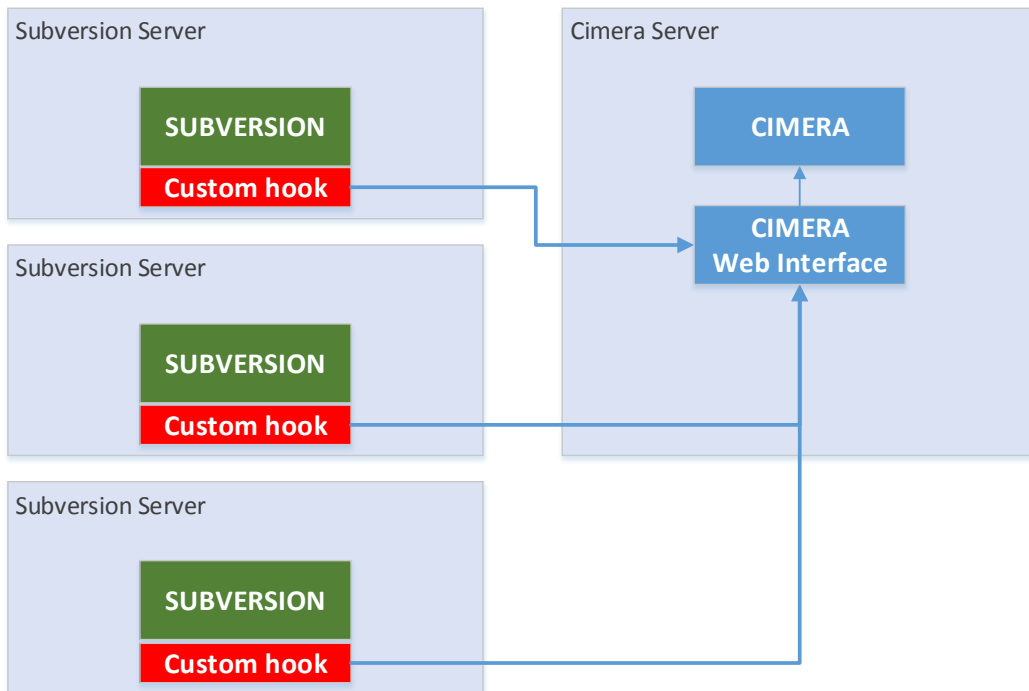 Subversion Server
SUBVERSION
Custom hook
Subversion Server
SUBVERSION
Custom hook
Subversion Server
SUBVERSION
Custom hook
Cimera Server
CIMERA
CIMERA
Web Interface